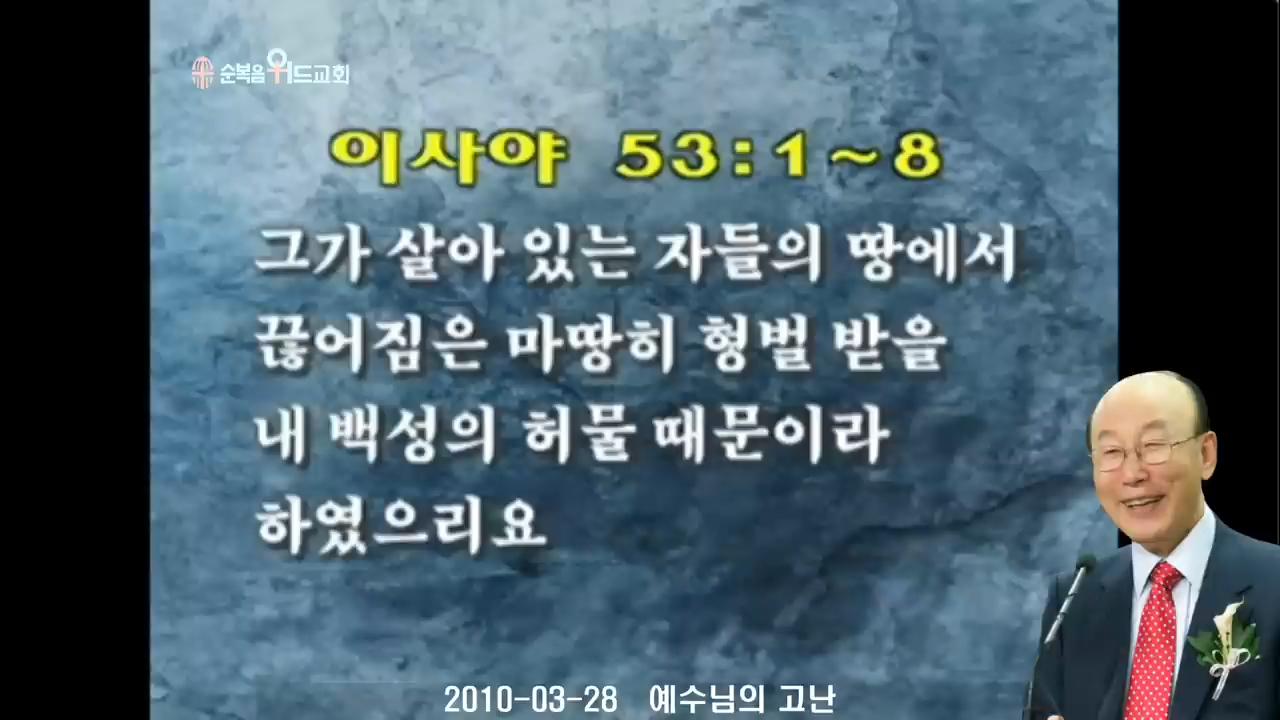 순복음워드교회
이사야 53:1~8
그가 살아 있는 자들의 땅에서
끊어짐은 마땅히 형벌 받을
내 백성의 허물 때문이라
하였으리요
2010-03-28 예수님의 고난